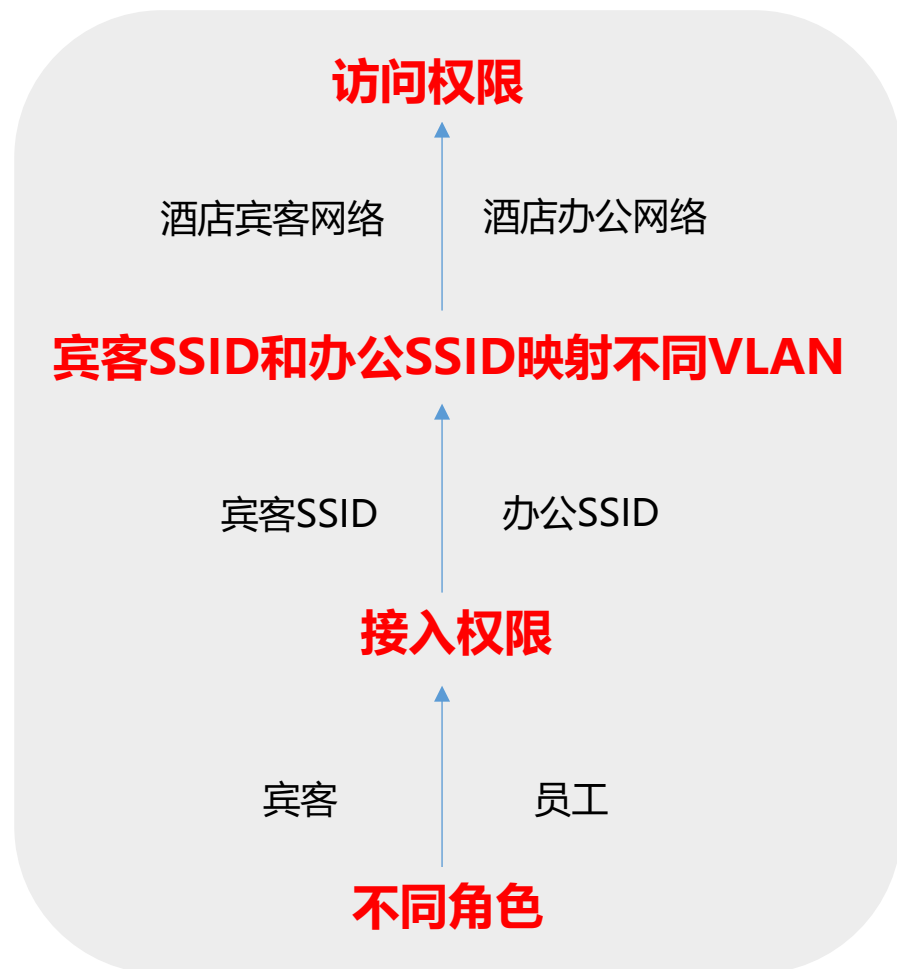 访问权限
酒店宾客网络 酒店办公网络
宾客SSID和办公SSID映射不同VLAN
宾客SSID 办公SSID
接入权限
宾客 员工
不同角色